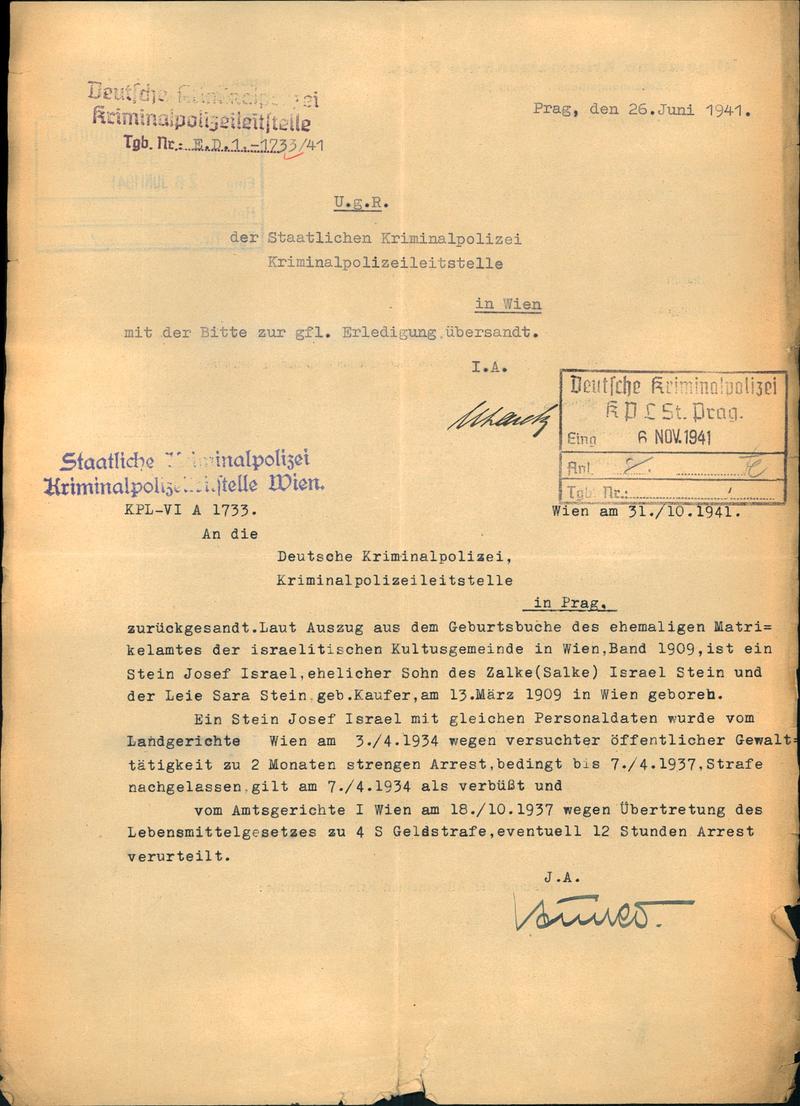 Deutsche Kriminalpolizei
Kriminalpolizeileitstelle
Tgb. Nr.: E.D.1.-1733/41
Prag, den 26.Juni 1941.
U.g.R.
der Staatlichen Kriminalpolizei
Kriminalpolizeileitstelle
in Wien
mit der Bitte zur gfl. Erledigung übersandt.
I.A.
Deutsche Kriminalpolizei
K P L St. Prag.
Eing 6 NOV.1941
Anl.
Tgb. Nr.:
Staatliche Kriminalpolizei
Kriminalpolizeileitstelle Wien.
KPL-VI A 1733.
Wien am 31./10.1941.
An die
Deutsche Kriminalpolizei,
Kriminalpolizeileitstelle
in Prag.
zurückgesandt.Laut Auszug aus dem Geburtsbuche des ehemaligen Matri=
kelamtes der israelitischen Kultusgemeinde in Wien,Band 1909,ist ein
Stein Josef Israel,ehelicher Sohn des Zalke(Salke) Israel Stein und
der Leie Sara Stein,geb.Kaufer,am 13.März 1909 in Wien geboren.
Ein Stein Josef Israel mit gleichen Personaldaten wurde vom
Landgerichte Wien am 3./4.1934 wegen versuchter öffentlicher Gewalt=
tätigkeit zu 2 Monaten strengen Arrest,bedingt bis 7./4.1937,Strafe
nachgelassen,gilt am 7./4.1934 als verbüßt und
vom Amtsgerichte I Wien am 18./10.1937 wegen Übertretung des
Lebensmittelgesetzes zu 4 S Geldstrafe,eventuell 12 Stunden Arrest
verurteilt.
J.A.